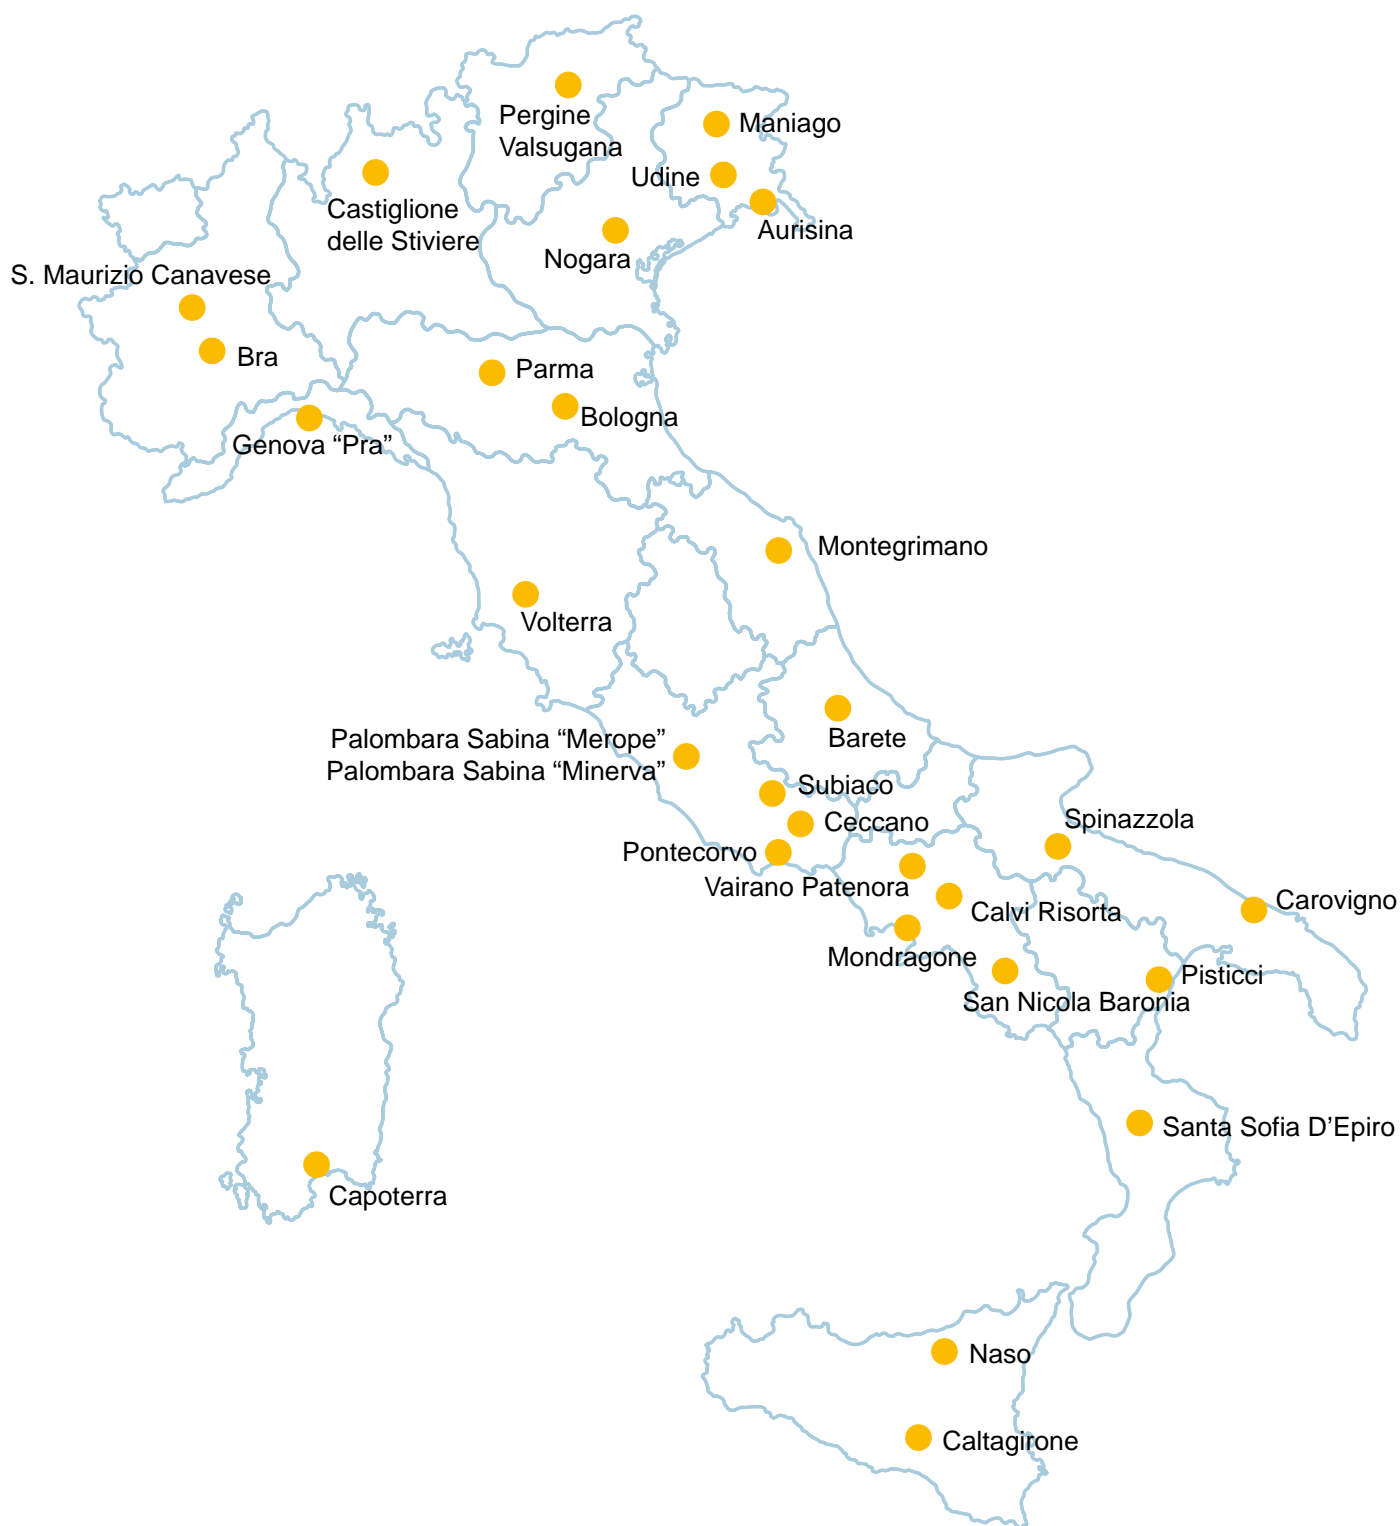 Pergine
Valsugana
Maniago
Udine
Castiglione
delle Stiviere
Aurisina
Nogara
S. Maurizio Canavese
Bra
Parma
Bologna
Genova “Pra”
Montegrimano
Volterra
Palombara Sabina “Merope”
Palombara Sabina “Minerva”
Barete
Subiaco
Ceccano
Spinazzola
Pontecorvo
Vairano Patenora
Calvi Risorta
Carovigno
Mondragone
Pisticci
San Nicola Baronia
Santa Sofia D’Epiro
Capoterra
Naso
Caltagirone